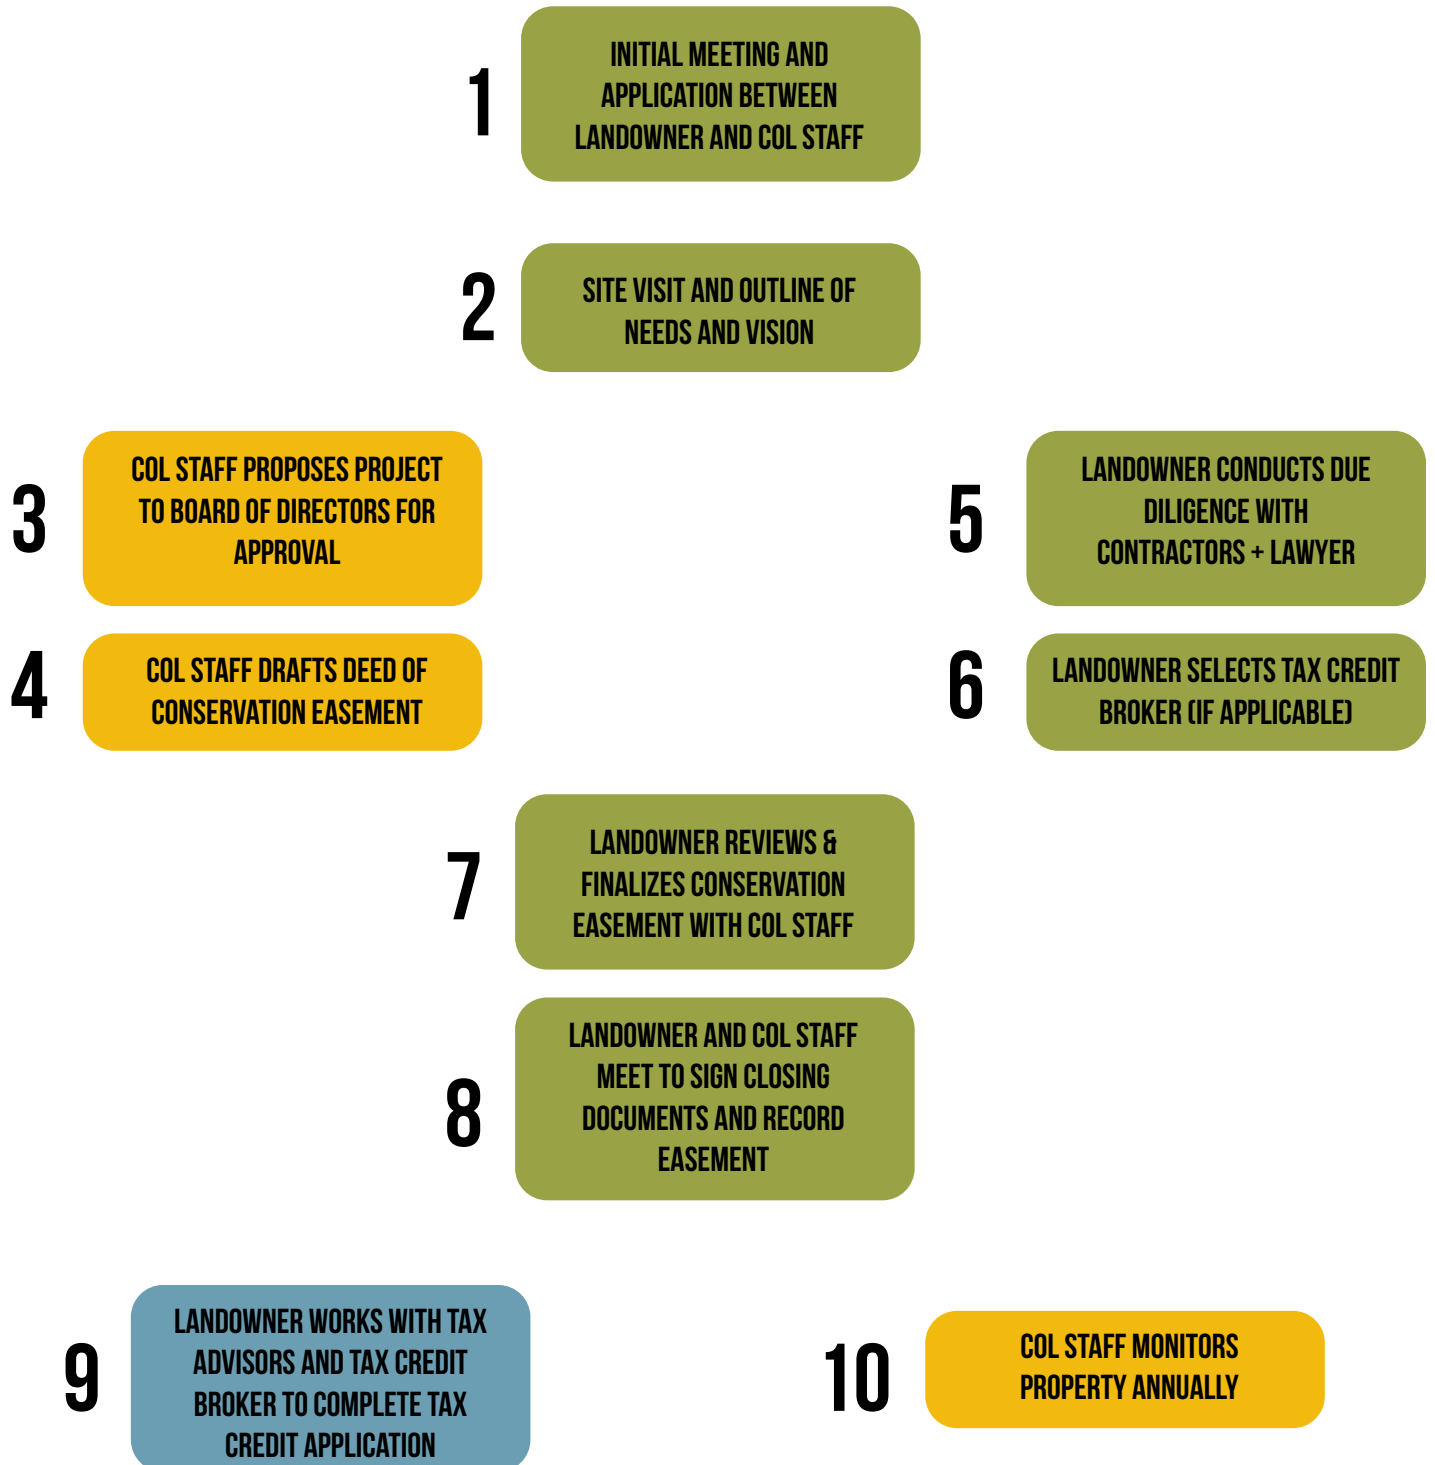 1
INITIAL MEETING AND
APPLICATION BETWEEN
LANDOWNER AND COL STAFF
2
SITE VISIT AND OUTLINE OF
NEEDS AND VISION
3
COL STAFF PROPOSES PROJECT
TO BOARD OF DIRECTORS FOR
APPROVAL
4
COL STAFF DRAFTS DEED OF
CONSERVATION EASEMENT
5
LANDOWNER CONDUCTS DUE
DILIGENCE WITH
CONTRACTORS + LAWYER
6
LANDOWNER SELECTS TAX CREDIT
BROKER (IF APPLICABLE)
7
LANDOWNER REVIEWS &
FINALIZES CONSERVATION
EASEMENT WITH COL STAFF
8
LANDOWNER AND COL STAFF
MEET TO SIGN CLOSING
DOCUMENTS AND RECORD
EASEMENT
9
LANDOWNER WORKS WITH TAX
ADVISORS AND TAX CREDIT
BROKER TO COMPLETE TAX
CREDIT APPLICATION
10
COL STAFF MONITORS
PROPERTY ANNUALLY